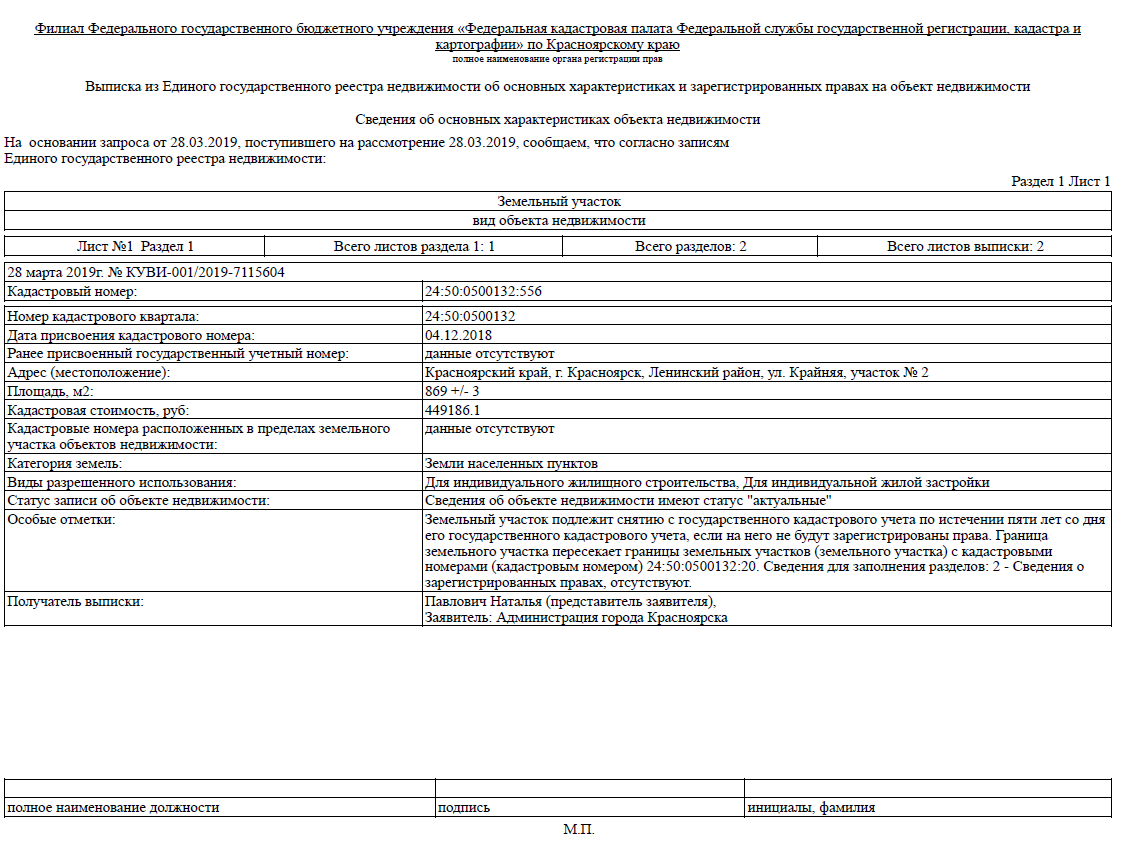 Филиал Федерального государственного бюджетного учреждения «Федеральная кадастровая палата Федеральной службы государственной регистрации, кадастра и
картографии» по Красноярскому краю
полное наименование органа регистрации прав
Выписка из Единого государственного реестра недвижимости об основных характеристиках и зарегистрированных правах на объект недвижимости
Сведения об основных характеристиках объекта недвижимости
На основании запроса от 28.03.2019, поступившего на рассмотрение 28.03.2019, сообщаем, что согласно записям
Единого государственного реестра недвижимости:
Раздел 1 Лист 1
Земельный участок
вид объекта недвижимости
Лист №1 Раздел 1 Всего листов раздела 1: 1 Всего разделов: 2 Всего листов выписки: 2
28 марта 2019г. № КУВИ-001/2019-7115604
Кадастровый номер: 24:50:0500132:556
Номер кадастрового квартала: 24:50:0500132
Дата присвоения кадастрового номера: 04.12.2018
Ранее присвоенный государственный учетный номер: данные отсутствуют
Адрес (местоположение): Красноярский край, г. Красноярск, Ленинский район, ул. Крайняя, участок № 2
Площадь, м2: 869 +/- 3
Кадастровая стоимость, руб: 449186.1
Кадастровые номера расположенных в пределах земельного
участка объектов недвижимости:
данные отсутствуют
Категория земель: Земли населенных пунктов
Виды разрешенного использования: Для индивидуального жилищного строительства, Для индивидуальной жилой застройки
Статус записи об объекте недвижимости: Сведения об объекте недвижимости имеют статус "актуальные"
Особые отметки:
Земельный участок подлежит снятию с государственного кадастрового учета по истечении пяти лет со дня
его государственного кадастрового учета, если на него не будут зарегистрированы права. Граница
земельного участка пересекает границы земельных участков (земельного участка) с кадастровыми
номерами (кадастровым номером) 24:50:0500132:20. Сведения для заполнения разделов: 2 - Сведения о
зарегистрированных правах, отсутствуют.
Получатель выписки:
Павлович Наталья (представитель заявителя),
Заявитель: Администрация города Красноярска
полное наименование должности подпись инициалы, фамилия
М.П.